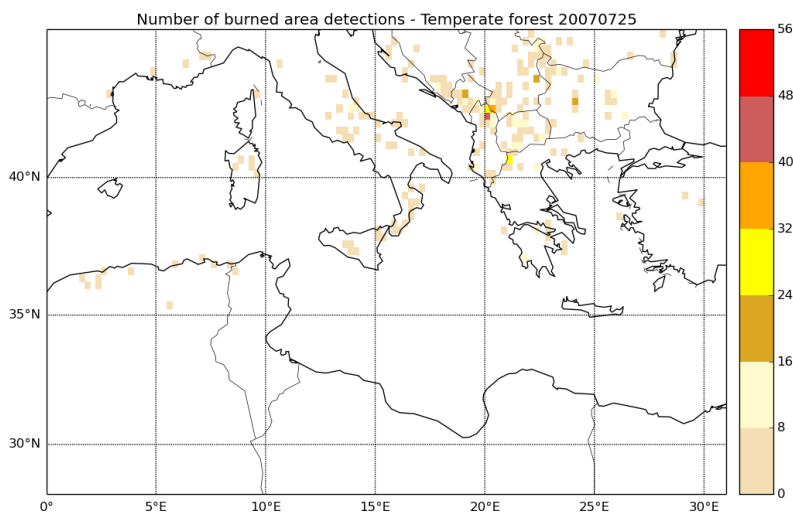 Number of burned area detections - Temperate forest 20070725
56
48
40
32
24
16
8
0
40°N
35°N
30°N
0°
5°E
10°E
15°E
20°E
25°E
30°E